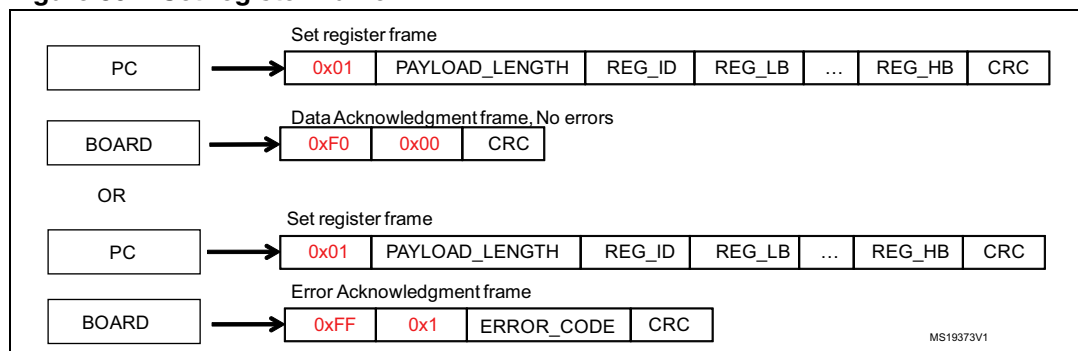 Set register frame
PC 0x01 PAYLOAD_LENGTH REG_ID REG_LB … REG_HB CRC
Data Acknowledgment frame, No errors
BOARD 0xF0 0x00 CRC
OR
Set register frame
PC 0x01 PAYLOAD_LENGTH REG_ID REG_LB … REG_HB CRC
Error Acknowledgment frame
BOARD 0xFF 0x1 ERROR_CODE CRC
MS19373V1